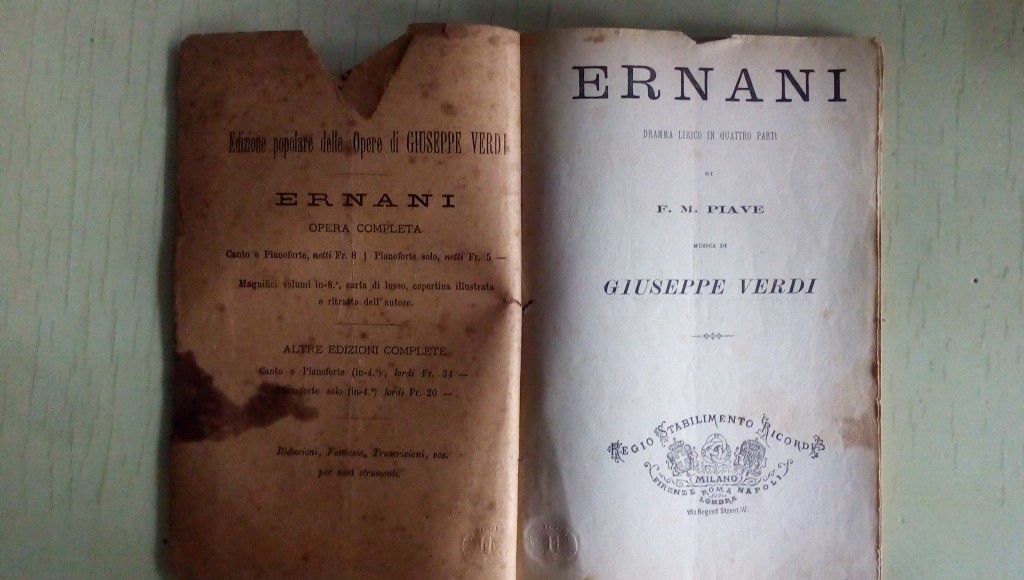 Edizione popolare delle Opere di GIUSEPPE VERDI
ERNANI
OPERA COMPLETA
Canto e Pianoforte, netti Fr. 8 | Pianoforte solo, netti Fr. 5 —
Magnifici volumi in-8.°, carta di lusso, copertina illustrata
e ritratto dell'autore.
ALTRE EDIZIONI COMPLETE
Canto e Pianoforte (in-4.°), lordi Fr. 34 —
solo (in-4.°) lordi Fr. 20 —
Riduzioni, Fantasie, Trascrizioni, ecc.
per varî strumenti.
ERNANI
DRAMMA LIRICO IN QUATTRO PARTI
DI
F. M. PIAVE
MUSICA DI
GIUSEPPE VERDI
REGIO STABILIMENTO RICORDI
MILANO
FIRENZE ROMA NAPOLI
LONDRA
Regent Street. W.